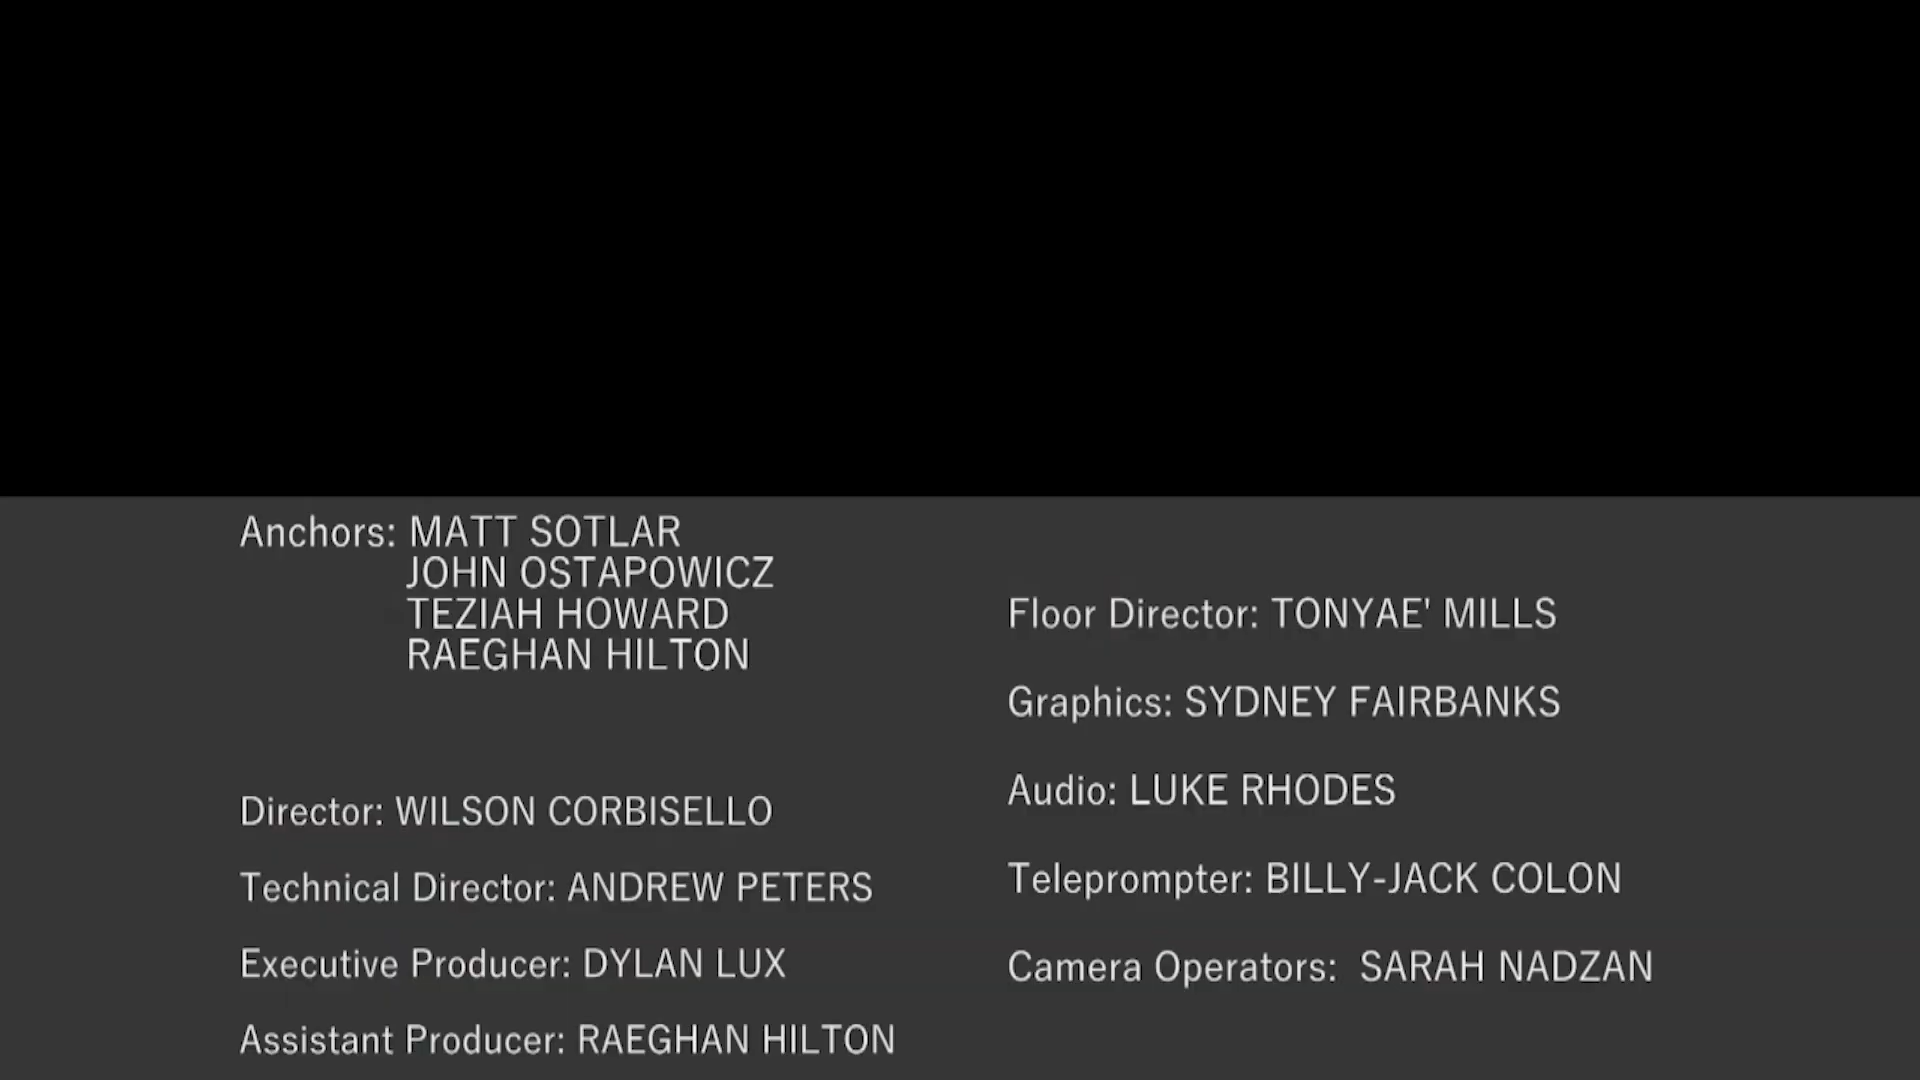 Anchors: MATT SOTLAR
JOHN OSTAPOWICZ
TEZIAH HOWARD
RAEGHAN HILTON
Director: WILSON CORBISELLO
Technical Director: ANDREW PETERS
Executive Producer: DYLAN LUX
Assistant Producer: RAEGHAN HILTON
Floor Director: TONYAE' MILLS
Graphics: SYDNEY FAIRBANKS
Audio: LUKE RHODES
Teleprompter: BILLY-JACK COLON
Camera Operators: SARAH NADZAN